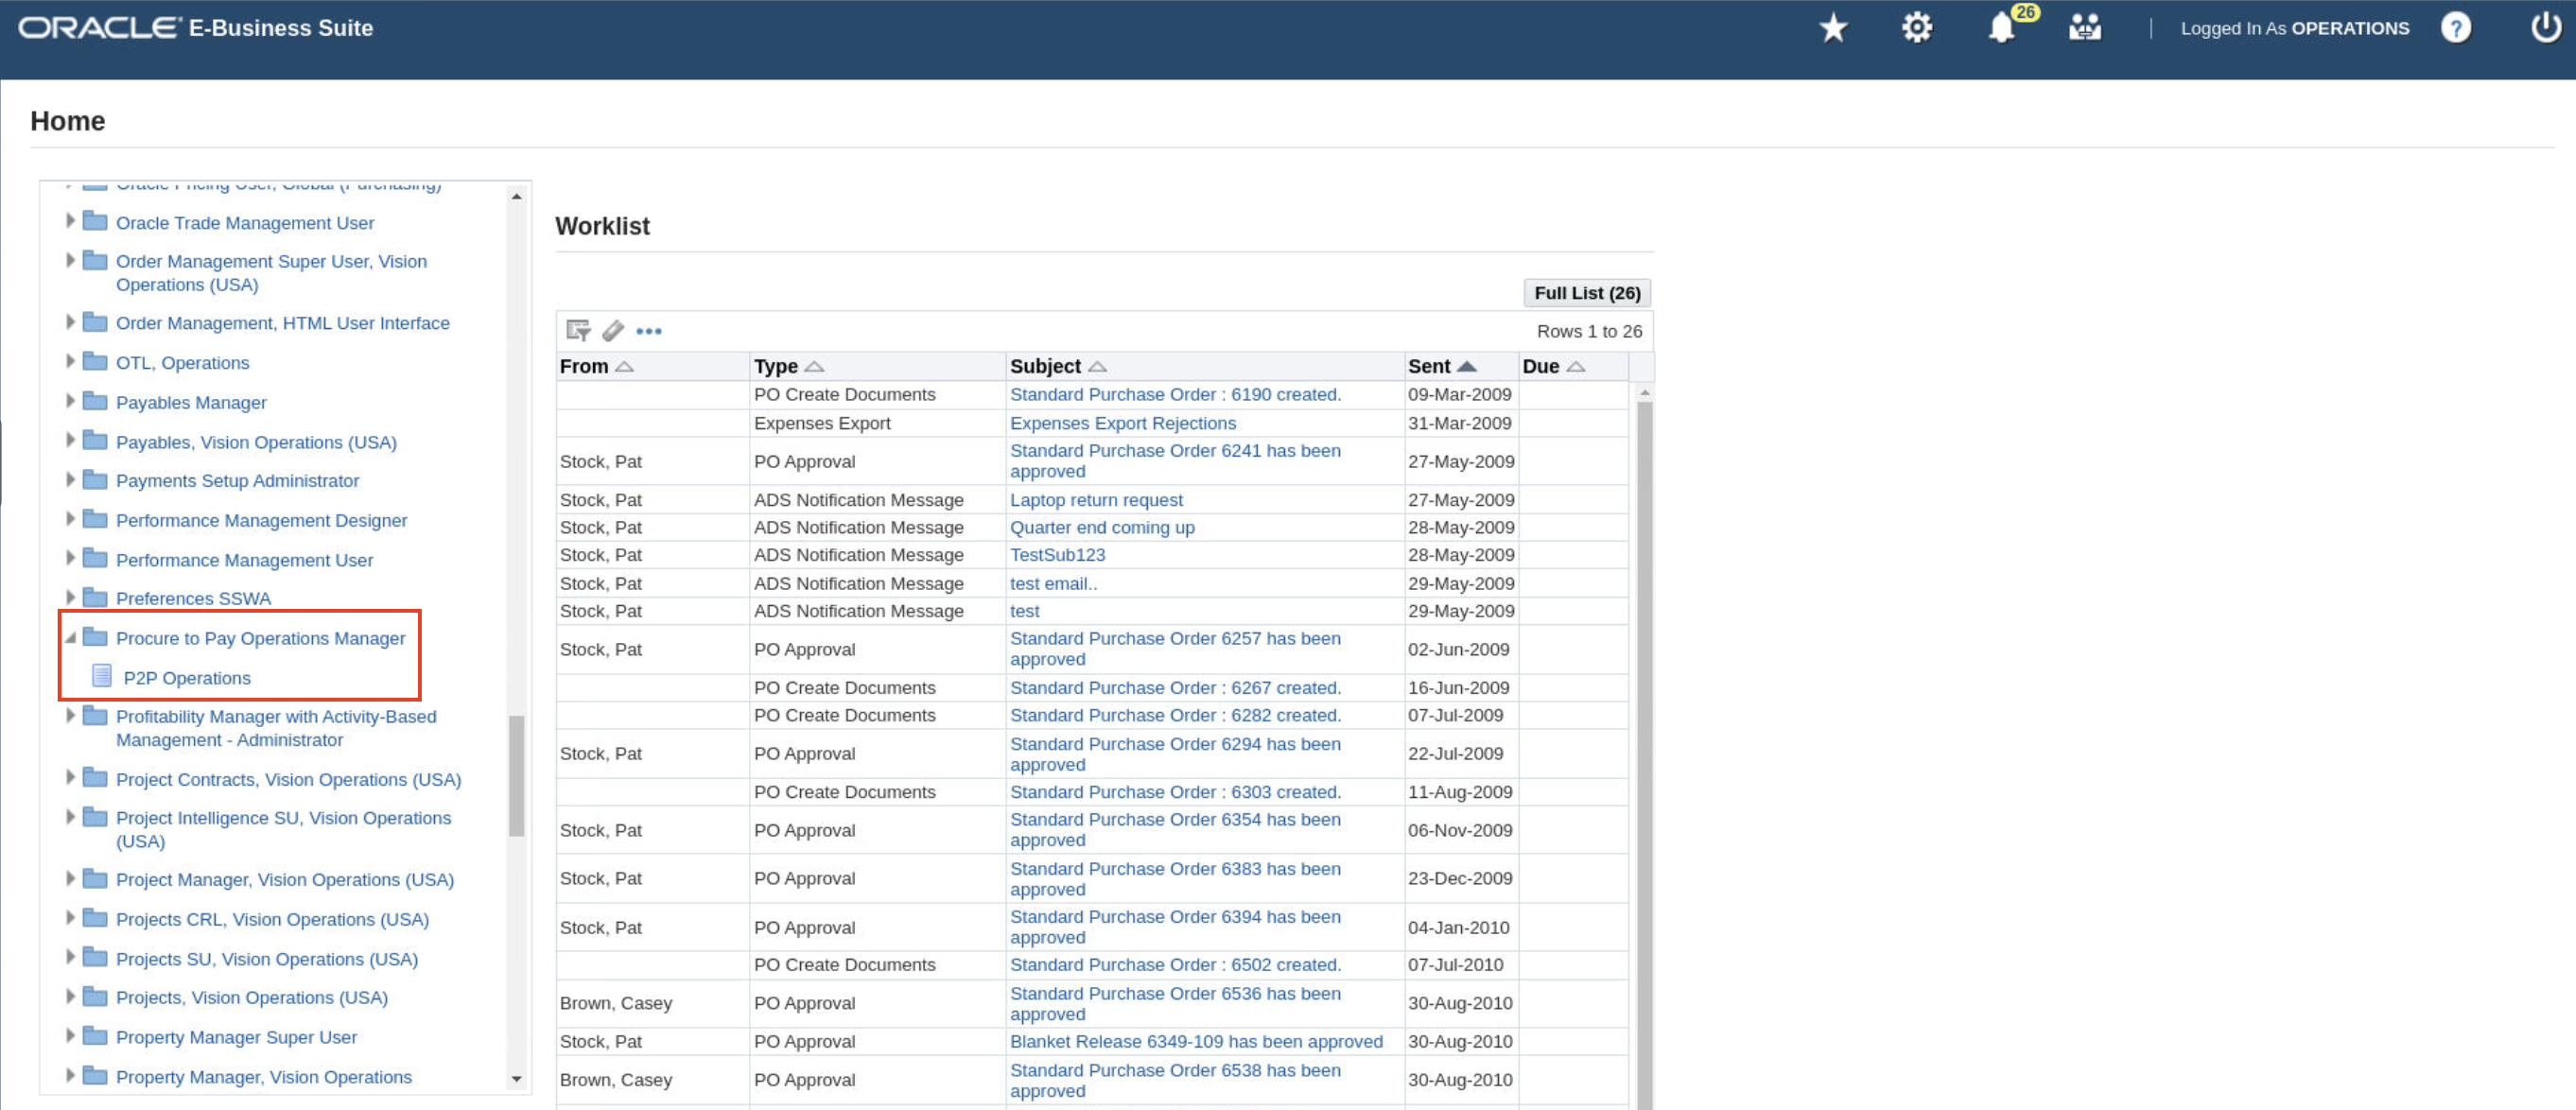 ORACLE E-Business Suite
26
Logged In As OPERATIONS
?
Home
Oracle Pricing User, Global (Purchasing)
Oracle Trade Management User
Order Management Super User, Vision
Operations (USA)
Order Management, HTML User Interface
OTL, Operations
Payables Manager
Payables, Vision Operations (USA)
Payments Setup Administrator
Performance Management Designer
Performance Management User
Preferences SSWA
Procure to Pay Operations Manager
P2P Operations
Profitability Manager with Activity-Based
Management - Administrator
Project Contracts, Vision Operations (USA)
Project Intelligence SU, Vision Operations
(USA)
Project Manager, Vision Operations (USA)
Projects CRL, Vision Operations (USA)
Projects SU, Vision Operations (USA)
Projects, Vision Operations (USA)
Property Manager Super User
Property Manager, Vision Operations
Worklist
Full List (26)
Rows 1 to 26
From Type Subject Sent Due
PO Create Documents Standard Purchase Order : 6190 created. 09-Mar-2009
Expenses Export Expenses Export Rejections 31-Mar-2009
Stock, Pat PO Approval Standard Purchase Order 6241 has been
approved 27-May-2009
Stock, Pat ADS Notification Message Laptop return request 27-May-2009
Stock, Pat ADS Notification Message Quarter end coming up 28-May-2009
Stock, Pat ADS Notification Message TestSub123 28-May-2009
Stock, Pat ADS Notification Message test email.. 29-May-2009
Stock, Pat ADS Notification Message test 29-May-2009
Stock, Pat PO Approval Standard Purchase Order 6257 has been
approved 02-Jun-2009
PO Create Documents Standard Purchase Order : 6267 created. 16-Jun-2009
PO Create Documents Standard Purchase Order : 6282 created. 07-Jul-2009
Stock, Pat PO Approval Standard Purchase Order 6294 has been
approved 22-Jul-2009
PO Create Documents Standard Purchase Order : 6303 created. 11-Aug-2009
Stock, Pat PO Approval Standard Purchase Order 6354 has been
approved 06-Nov-2009
Stock, Pat PO Approval Standard Purchase Order 6383 has been
approved 23-Dec-2009
Stock, Pat PO Approval Standard Purchase Order 6394 has been
approved 04-Jan-2010
PO Create Documents Standard Purchase Order : 6502 created. 07-Jul-2010
Brown, Casey PO Approval Standard Purchase Order 6536 has been
approved 30-Aug-2010
Stock, Pat PO Approval Blanket Release 6349-109 has been approved 30-Aug-2010
Brown, Casey PO Approval Standard Purchase Order 6538 has been
approved 30-Aug-2010